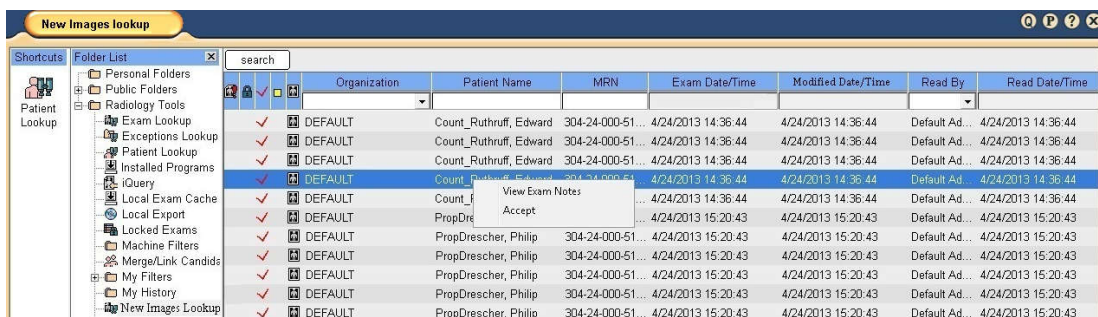 New Images lookup
Q P ? X
Shortcuts Folder List X search
Patient Lookup
Personal Folders
Public Folders
Radiology Tools
Exam Lookup
Exceptions Lookup
Patient Lookup
Installed Programs
iQuery
Local Exam Cache
Local Export
Locked Exams
Machine Filters
Merge/Link Candida
My Filters
My History
New Images Lookup
Organization Patient Name MRN Exam Date/Time Modified Date/Time Read By Read Date/Time
DEFAULT Count_Ruthruff, Edward 304-24-000-51... 4/24/2013 14:36:44 4/24/2013 14:36:44 Default Ad... 4/24/2013 14:36:44
DEFAULT Count_Ruthruff, Edward 304-24-000-51... 4/24/2013 14:36:44 4/24/2013 14:36:44 Default Ad... 4/24/2013 14:36:44
DEFAULT Count_Ruthruff, Edward 304-24-000-51... 4/24/2013 14:36:44 4/24/2013 14:36:44 Default Ad... 4/24/2013 14:36:44
DEFAULT Count_Ruthruff, Edward 304-24-000-51... 4/24/2013 14:36:44 4/24/2013 14:36:44 Default Ad... 4/24/2013 14:36:44
DEFAULT 4/24/2013 14:36:44 4/24/2013 14:36:44 Default Ad... 4/24/2013 14:36:44
View Exam Notes
Accept
DEFAULT PropDre 4/24/2013 15:20:43 4/24/2013 15:20:43 Default Ad... 4/24/2013 15:20:43
DEFAULT PropDrescher, Philip 304-24-000-51... 4/24/2013 15:20:43 4/24/2013 15:20:43 Default Ad... 4/24/2013 15:20:43
DEFAULT PropDrescher, Philip 304-24-000-51... 4/24/2013 15:20:43 4/24/2013 15:20:43 Default Ad... 4/24/2013 15:20:43
DEFAULT PropDrescher, Philip 304-24-000-51... 4/24/2013 15:20:43 4/24/2013 15:20:43 Default Ad... 4/24/2013 15:20:43
DEFAULT PropDrescher, Philip 304-24-000-51... 4/24/2013 15:20:43 4/24/2013 15:20:43 Default Ad... 4/24/2013 15:20:43
DEFAULT PropDrescher, Philip 304-24-000-51... 4/24/2013 15:20:43 4/24/2013 15:20:43 Default Ad... 4/24/2013 15:20:43